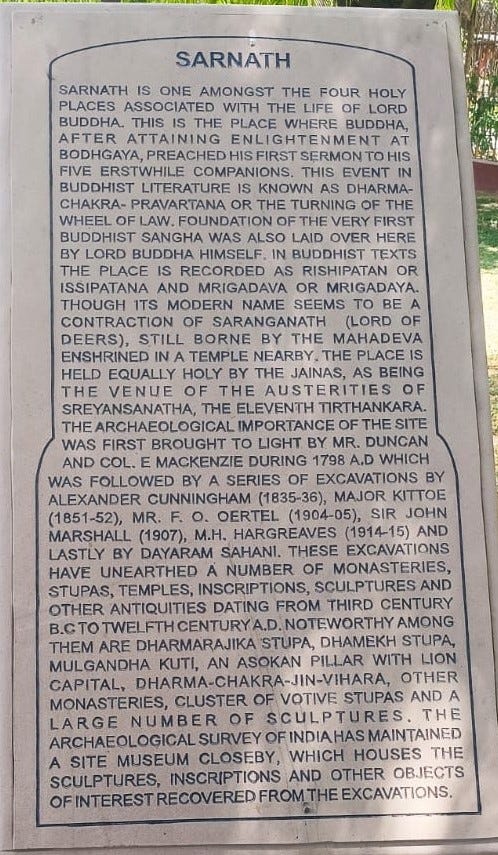 SARNATH
SARNATH IS ONE AMONGST THE FOUR HOLY
PLACES ASSOCIATED WITH THE LIFE OF LORD
BUDDHA. THIS IS THE PLACE WHERE BUDDHA,
AFTER ATTAINING ENLIGHTENMENT AT
BODHGAYA, PREACHED HIS FIRST SERMON TO HIS
FIVE ERSTWHILE COMPANIONS. THIS EVENT IN
BUDDHIST LITERATURE IS KNOWN AS DHARMA-
CHAKRA- PRAVARTANA OR THE TURNING OF THE
WHEEL OF LAW. FOUNDATION OF THE VERY FIRST
BUDDHIST SANGHA WAS ALSO LAID OVER HERE
BY LORD BUDDHA HIMSELF. IN BUDDHIST TEXTS
THE PLACE IS RECORDED AS RISHIPATAN OR
ISSIPATANA AND MRIGADAVA OR MRIGADAYA.
THOUGH ITS MODERN NAME SEEMS TO BE A
CONTRACTION OF SARANGANATH (LORD OF
DEERS), STILL BORNE BY THE MAHADEVA
ENSHRINED IN A TEMPLE NEARBY. THE PLACE IS
HELD EQUALLY HOLY BY THE JAINAS, AS BEING
THE VENUE OF THE AUSTERITIES OF
SREYANSANATHA, THE ELEVENTH TIRTHANKARA.
THE ARCHAEOLOGICAL IMPORTANCE OF THE SITE
WAS FIRST BROUGHT TO LIGHT BY MR. DUNCAN
AND COL. E MACKENZIE DURING 1798 A.D WHICH
WAS FOLLOWED BY A SERIES OF EXCAVATIONS BY
ALEXANDER CUNNINGHAM (1835-36), MAJOR KITTOE
(1851-52), MR. F. O. OERTEL (1904-05), SIR JOHN
MARSHALL (1907), M.H. HARGREAVES (1914-15) AND
LASTLY BY DAYARAM SAHANI. THESE EXCAVATIONS
HAVE UNEARTHED A NUMBER OF MONASTERIES,
STUPAS, TEMPLES, INSCRIPTIONS, SCULPTURES AND
OTHER ANTIQUITIES DATING FROM THIRD CENTURY
B.C TO TWELFTH CENTURY A.D. NOTEWORTHY AMONG
THEM ARE DHARMARAJIKA STUPA, DHAMEKH STUPA,
MULGANDHA KUTI, AN ASOKAN PILLAR WITH LION
CAPITAL, DHARMA-CHAKRA-JIN-VIHARA, OTHER
MONASTERIES, CLUSTER OF VOTIVE STUPAS AND A
LARGE NUMBER OF SCULPTURES. THE
ARCHAEOLOGICAL SURVEY OF INDIA HAS MAINTAINED
A SITE MUSEUM CLOSEBY, WHICH HOUSES THE
SCULPTURES, INSCRIPTIONS AND OTHER OBJECTS
OF INTEREST RECOVERED FROM THE EXCAVATIONS.